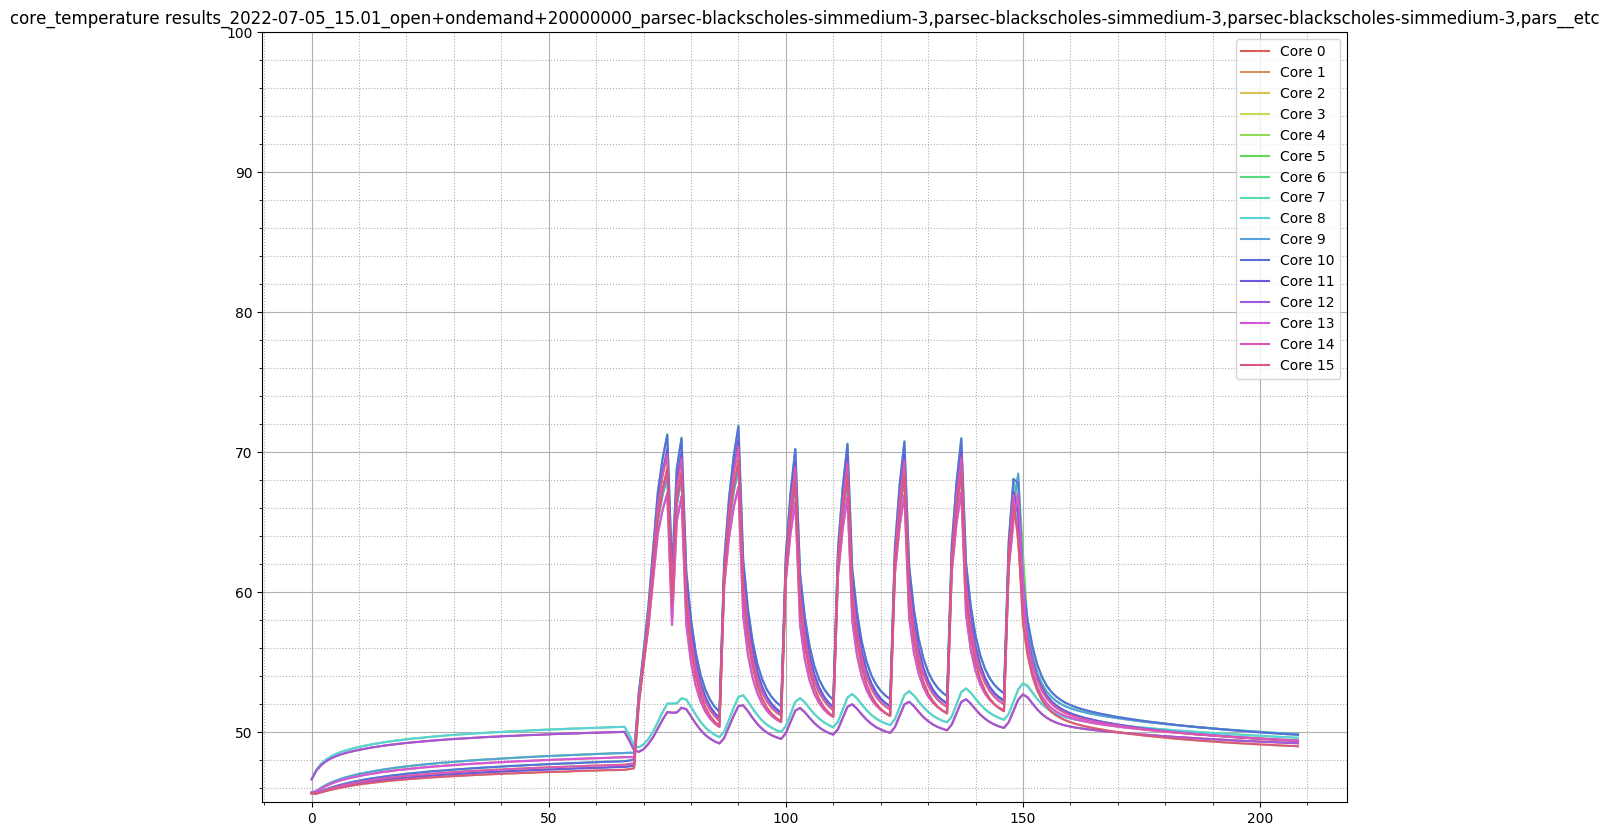 core_temperature results_2022-07-05_15.01_open+ondemand+20000000_parsec-blackscholes-simmedium-3,parsec-blackscholes-simmedium-3,parsec-blackscholes-simmedium-3,pars__etc
100
90
80
70
60
50
0
50
100
150
200
Core 0
Core 1
Core 2
Core 3
Core 4
Core 5
Core 6
Core 7
Core 8
Core 9
Core 10
Core 11
Core 12
Core 13
Core 14
Core 15